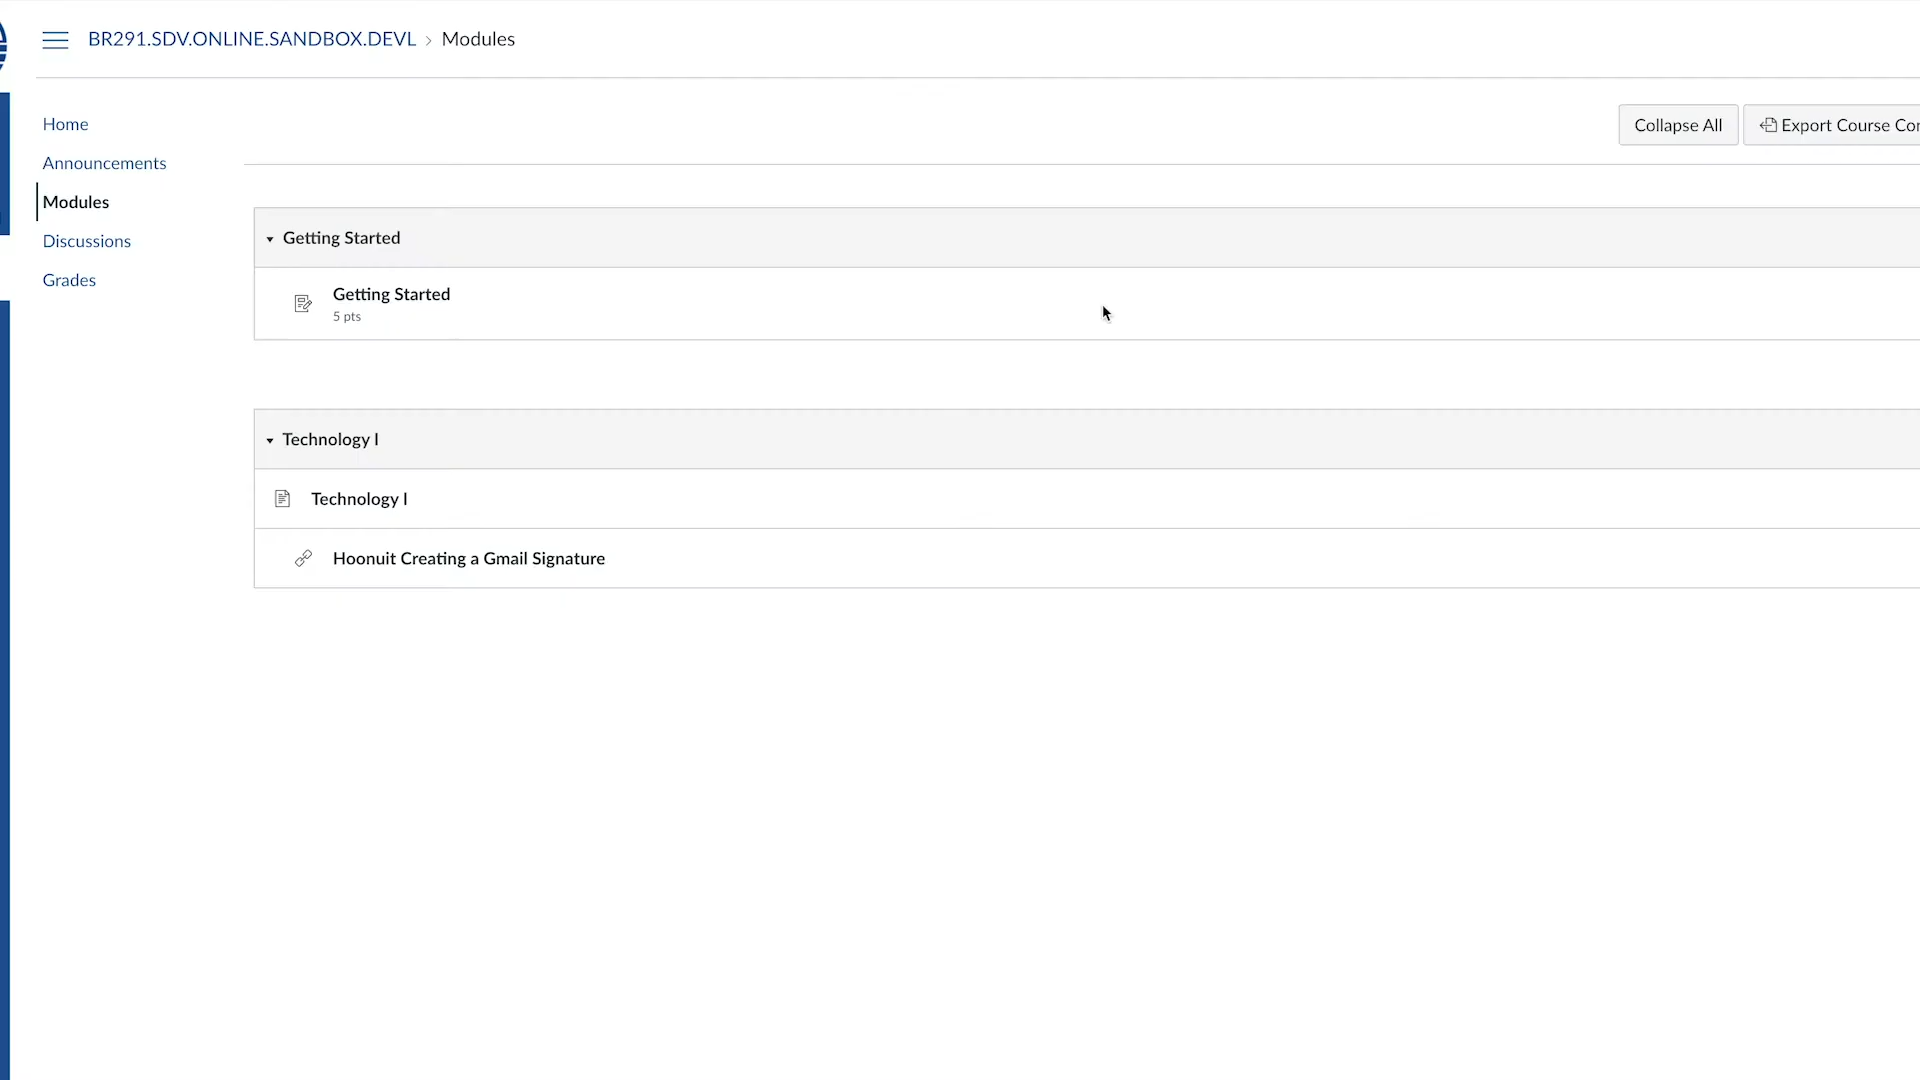 BR291.SDV.ONLINE.SANDBOX.DEVL › Modules
Home
Announcements
Modules
Discussions
Grades
Collapse All
Export Course
Getting Started
Getting Started
5 pts
Technology I
Technology I
Hoonuit Creating a Gmail Signature